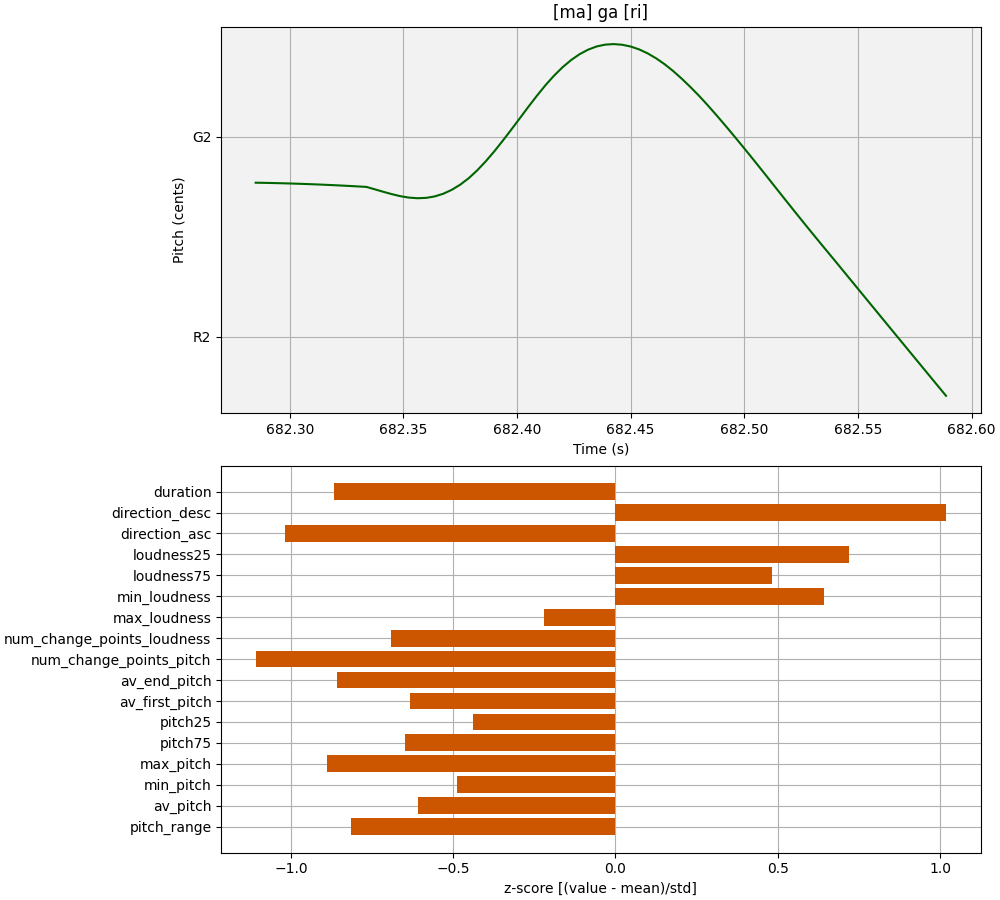 [ma] ga [ri]
G2
R2
Pitch (cents)
682.30 682.35 682.40 682.45 682.50 682.55 682.60
Time (s)
duration
direction_desc
direction_asc
loudness25
loudness75
min_loudness
max_loudness
num_change_points_loudness
num_change_points_pitch
av_end_pitch
av_first_pitch
pitch25
pitch75
max_pitch
min_pitch
av_pitch
pitch_range
−1.0 −0.5 0.0 0.5 1.0
z-score [(value - mean)/std]